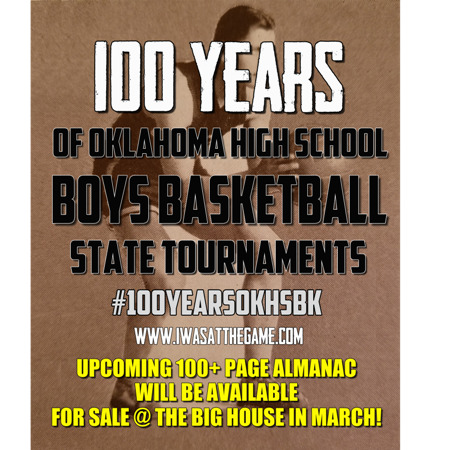 100 YEARS
OF OKLAHOMA HIGH SCHOOL
BOYS BASKETBALL
STATE TOURNAMENTS
#100YEARSOKHSBK
WWW.IWASATTHEGAME.COM
UPCOMING 100+ PAGE ALMANAC
WILL BE AVAILABLE
FOR SALE @ THE BIG HOUSE IN MARCH!